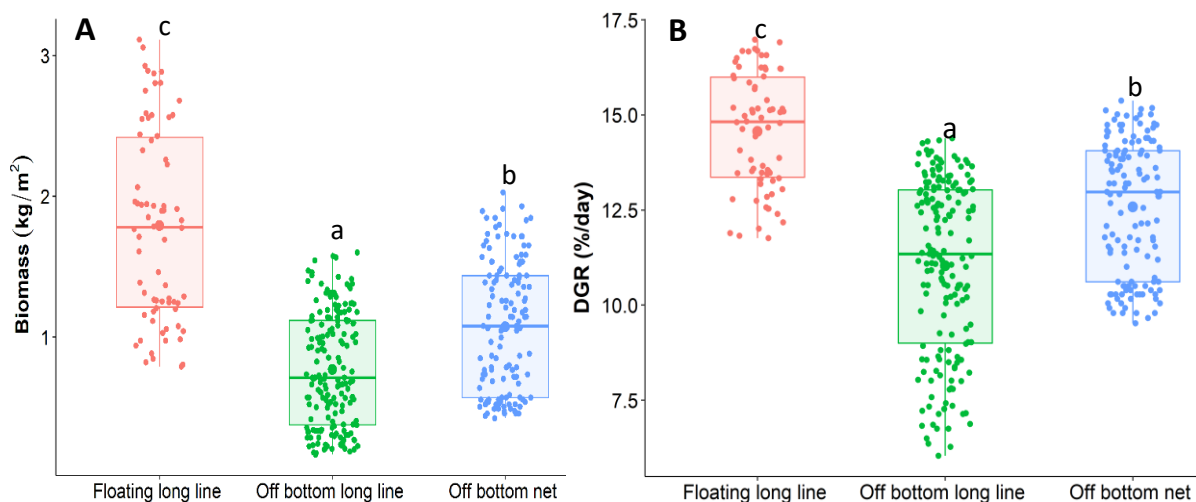 A
c
a
b
3
2
1
Biomass (kg/m²)
Floating long line
Off bottom long line
Off bottom net
B
c
a
b
17.5
15.0
12.5
10.0
7.5
DGR (%/day)
Floating long line
Off bottom long line
Off bottom net